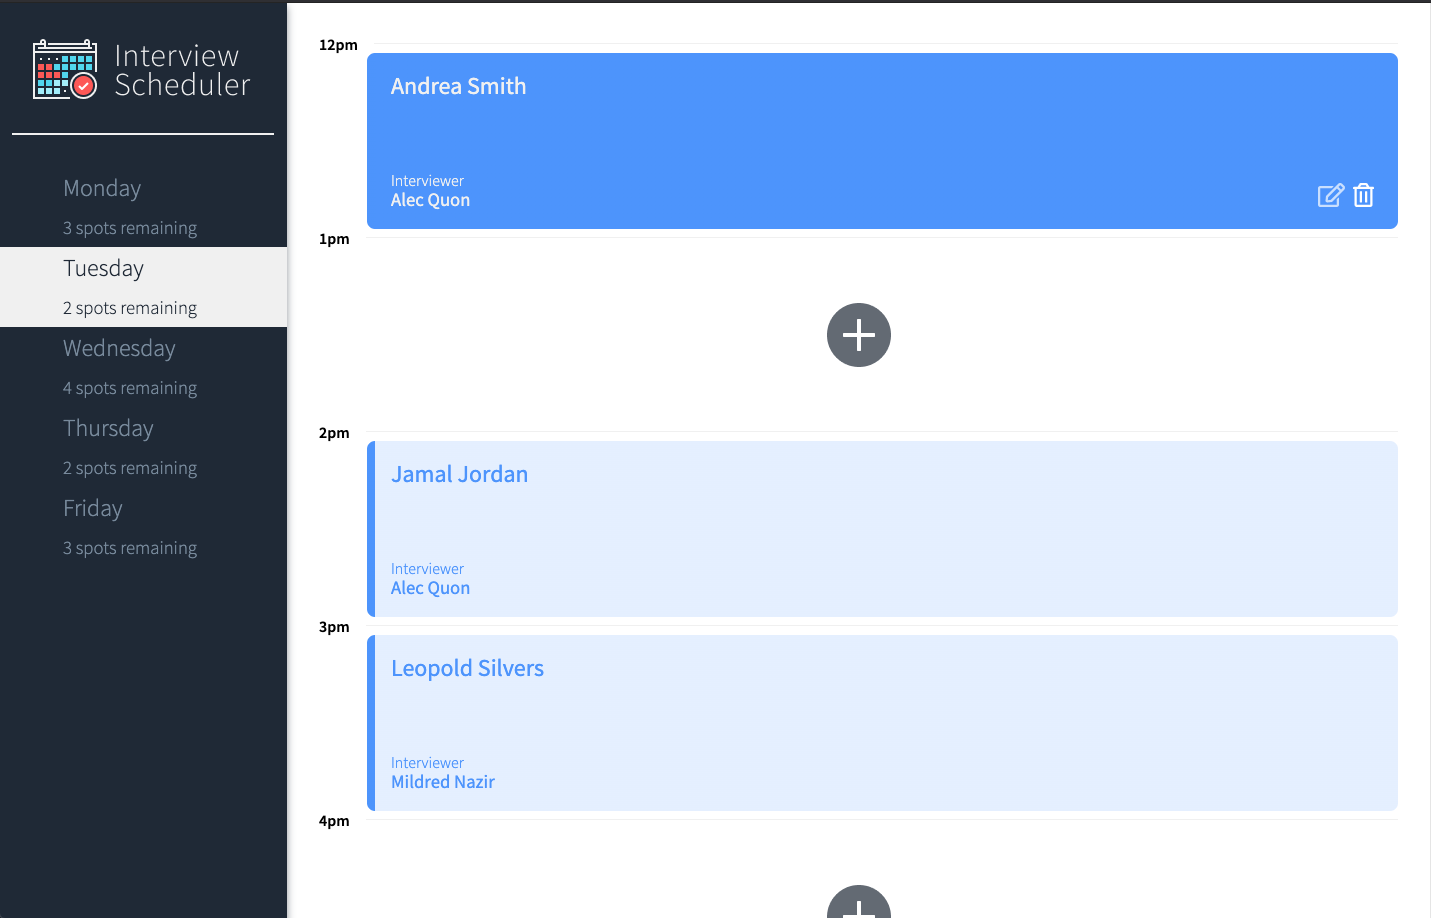 Interview
Scheduler
Monday
3 spots remaining
Tuesday
2 spots remaining
Wednesday
4 spots remaining
Thursday
2 spots remaining
Friday
3 spots remaining
12pm
Andrea Smith
Interviewer
Alec Quon
1pm
2pm
Jamal Jordan
Interviewer
Alec Quon
3pm
Leopold Silvers
Interviewer
Mildred Nazir
4pm